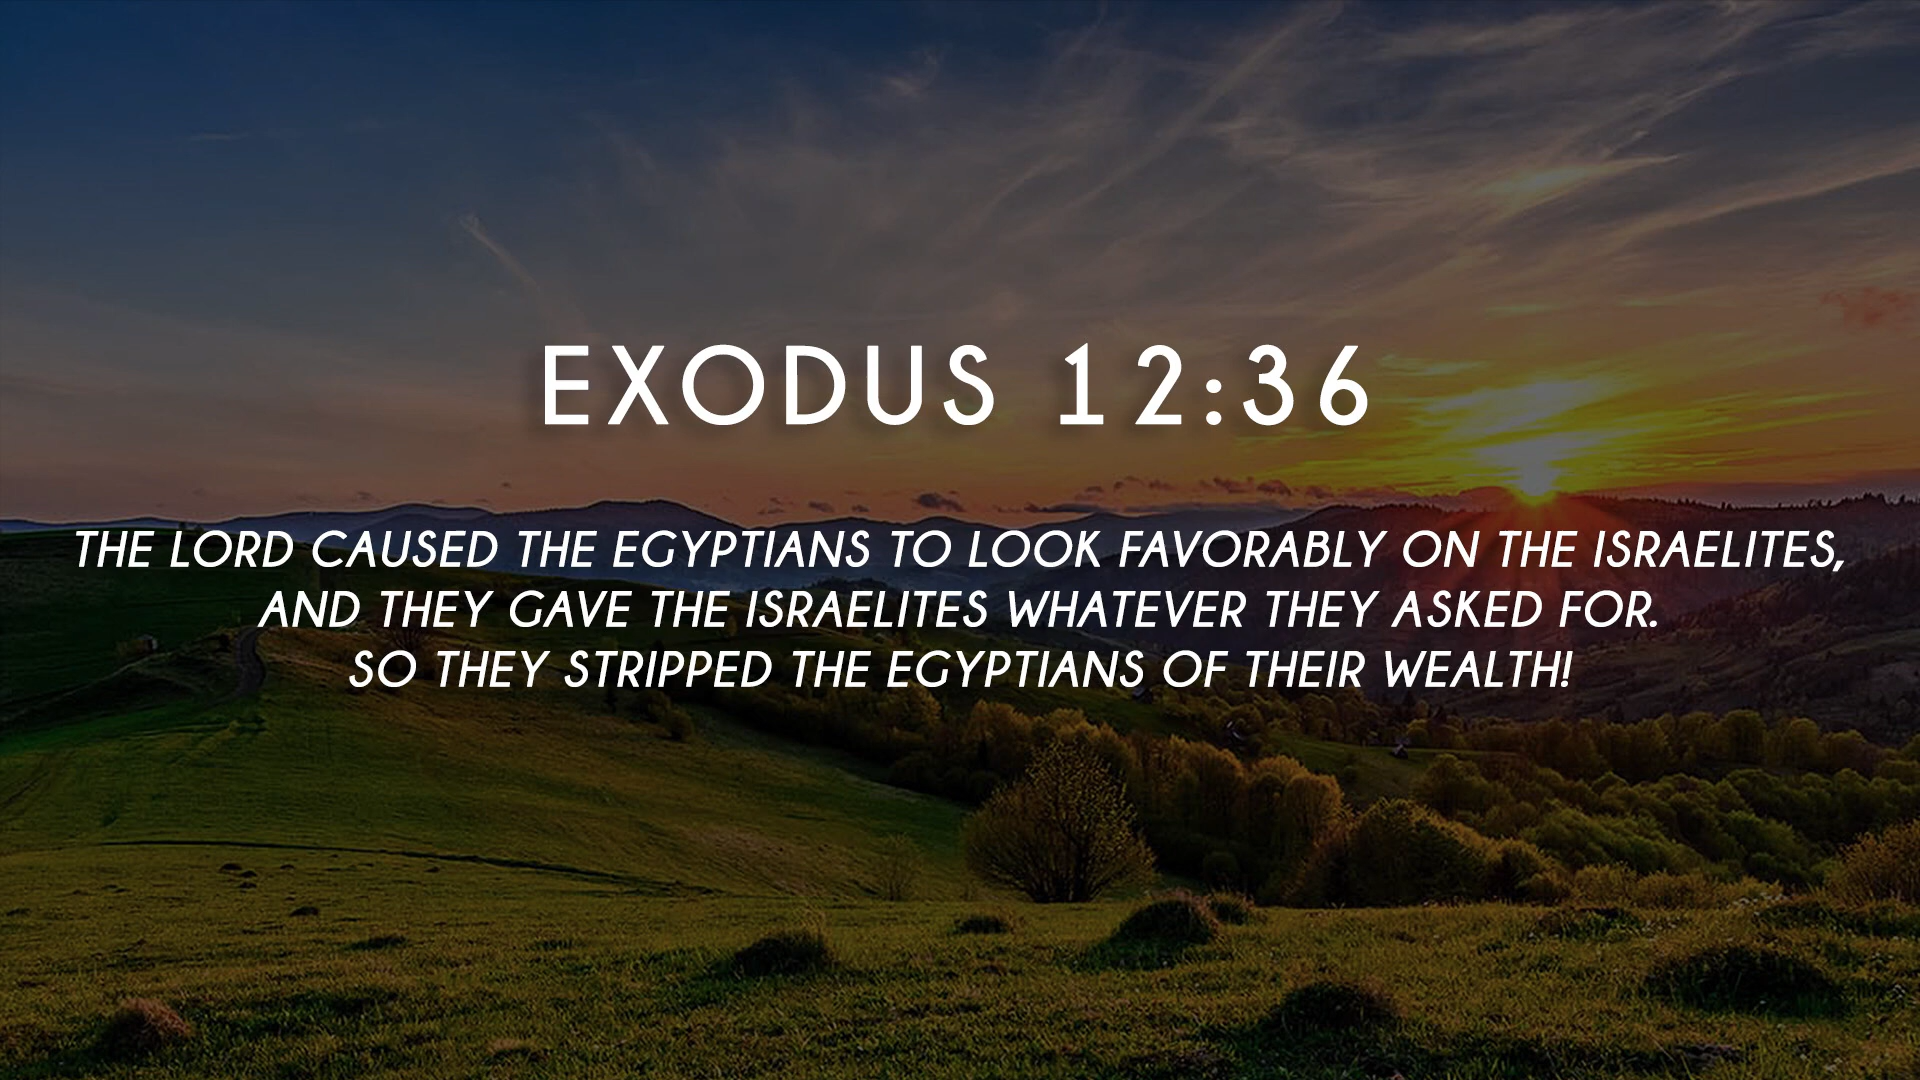 EXODUS 12:36
THE LORD CAUSED THE EGYPTIANS TO LOOK FAVORABLY ON THE ISRAELITES,
AND THEY GAVE THE ISRAELITES WHATEVER THEY ASKED FOR.
SO THEY STRIPPED THE EGYPTIANS OF THEIR WEALTH!